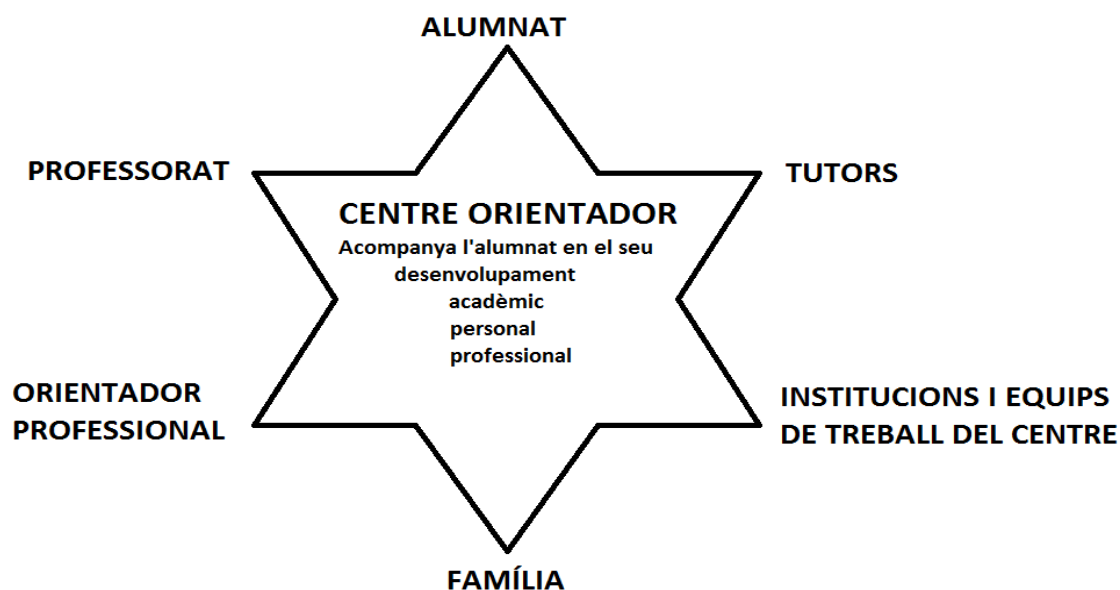 ALUMNAT
PROFESSORAT
TUTORS
CENTRE ORIENTADOR
Acompanya l'alumnat en el seu
desenvolupament
acadèmic
personal
professional
ORIENTADOR
PROFESSIONAL
INSTITUCIONS I EQUIPS
DE TREBALL DEL CENTRE
FAMÍLIA